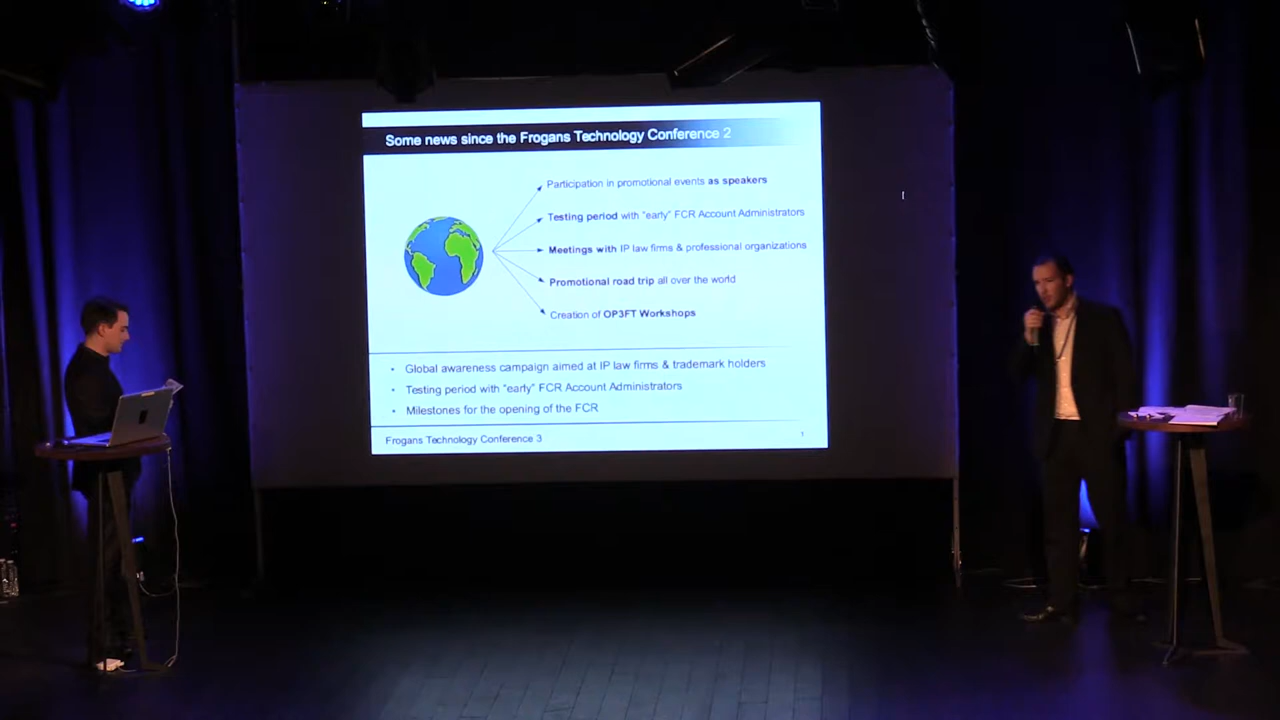 Some news since the Frogans Technology Conference 2
Participation in promotional events as speakers
Testing period with "early" FCR Account Administrators
Meetings with IP law firms & professional organizations
Promotional road trip all over the world
Creation of OP3FT Workshops
• Global awareness campaign aimed at IP law firms & trademark holders
• Testing period with "early" FCR Account Administrators
• Milestones for the opening of the FCR
Frogans Technology Conference 3